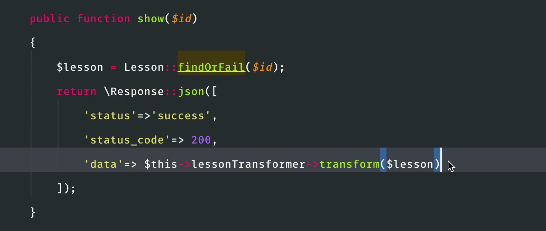 public function show($id)
{
$lesson = Lesson::findOrFail($id);
return \Response::json([
'status'=>'success',
'status_code'=> 200,
'data'=> $this->lessonTransformer->transform($lesson)
]);
}